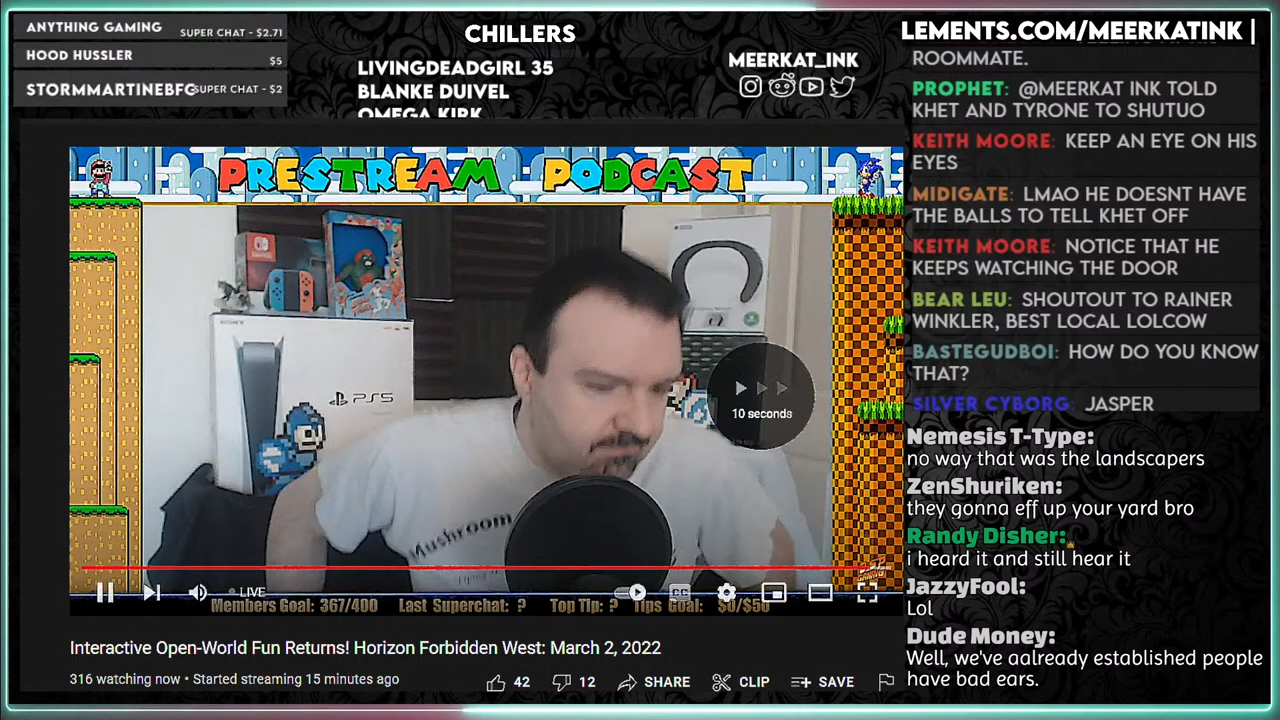 ANYTHING GAMING SUPER CHAT - $2.71
HOOD HUSSLER $5
STORMMARTINEBFC SUPER CHAT - $2
CHILLERS
LIVINGDEADGIRL 35
BLANKE DUIVEL
OMEGA KIRK
MEERKAT_INK
LEMENTS.COM/MEERKATINK |
ROOMMATE.
PROPHET: @MEERKAT INK TOLD
KHET AND TYRONE TO SHUTUO
KEITH MOORE: KEEP AN EYE ON HIS
EYES
MIDIGATE: LMAO HE DOESNT HAVE
THE BALLS TO TELL KHET OFF
KEITH MOORE: NOTICE THAT HE
KEEPS WATCHING THE DOOR
BEAR LEU: SHOUTOUT TO RAINER
WINKLER, BEST LOCAL LOLCOW
BASTEGUDBOI: HOW DO YOU KNOW
THAT?
SILVER CYBORG: JASPER
Nemesis T-Type:
no way that was the landscapers
ZenShuriken:
they gonna eff up your yard bro
Randy Disher:
i heard it and still hear it
JazzyFool:
Lol
Dude Money:
Well, we've aalready established people
have bad ears.
PRESTREAM PODCAST
SONY
PS5
10 seconds
Mushroom
LIVE
CC
Members Goal: 367/400 Last Superchat: ? Top Tip: ? Tips Goal: $0/$50
Interactive Open-World Fun Returns! Horizon Forbidden West: March 2, 2022
316 watching now • Started streaming 15 minutes ago
42 12 SHARE CLIP SAVE